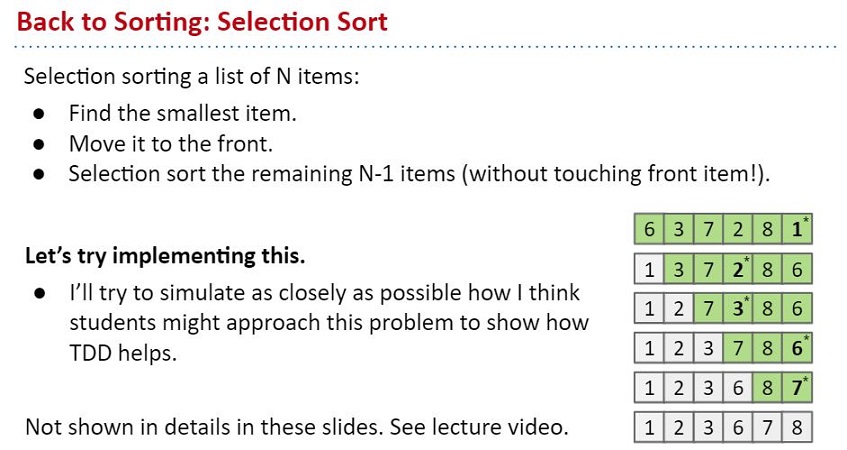 Back to Sorting: Selection Sort
Selection sorting a list of N items:
● Find the smallest item.
● Move it to the front.
● Selection sort the remaining N-1 items (without touching front item!).
6 3 7 2 8 1*
1 3 7 2* 8 6
1 2 7 3* 8 6
1 2 3 7 8 6*
1 2 3 6 8 7*
1 2 3 6 7 8
Let's try implementing this.
● I'll try to simulate as closely as possible how I think
students might approach this problem to show how
TDD helps.
Not shown in details in these slides. See lecture video.